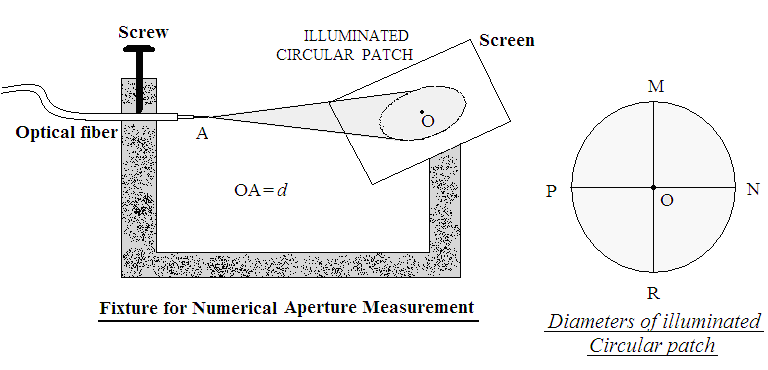 Screw
ILLUMINATED
CIRCULAR PATCH
Screen
Optical fiber
A
O
OA=d
M
P
O
N
R
Fixture for Numerical Aperture Measurement
Diameters of illuminated
Circular patch